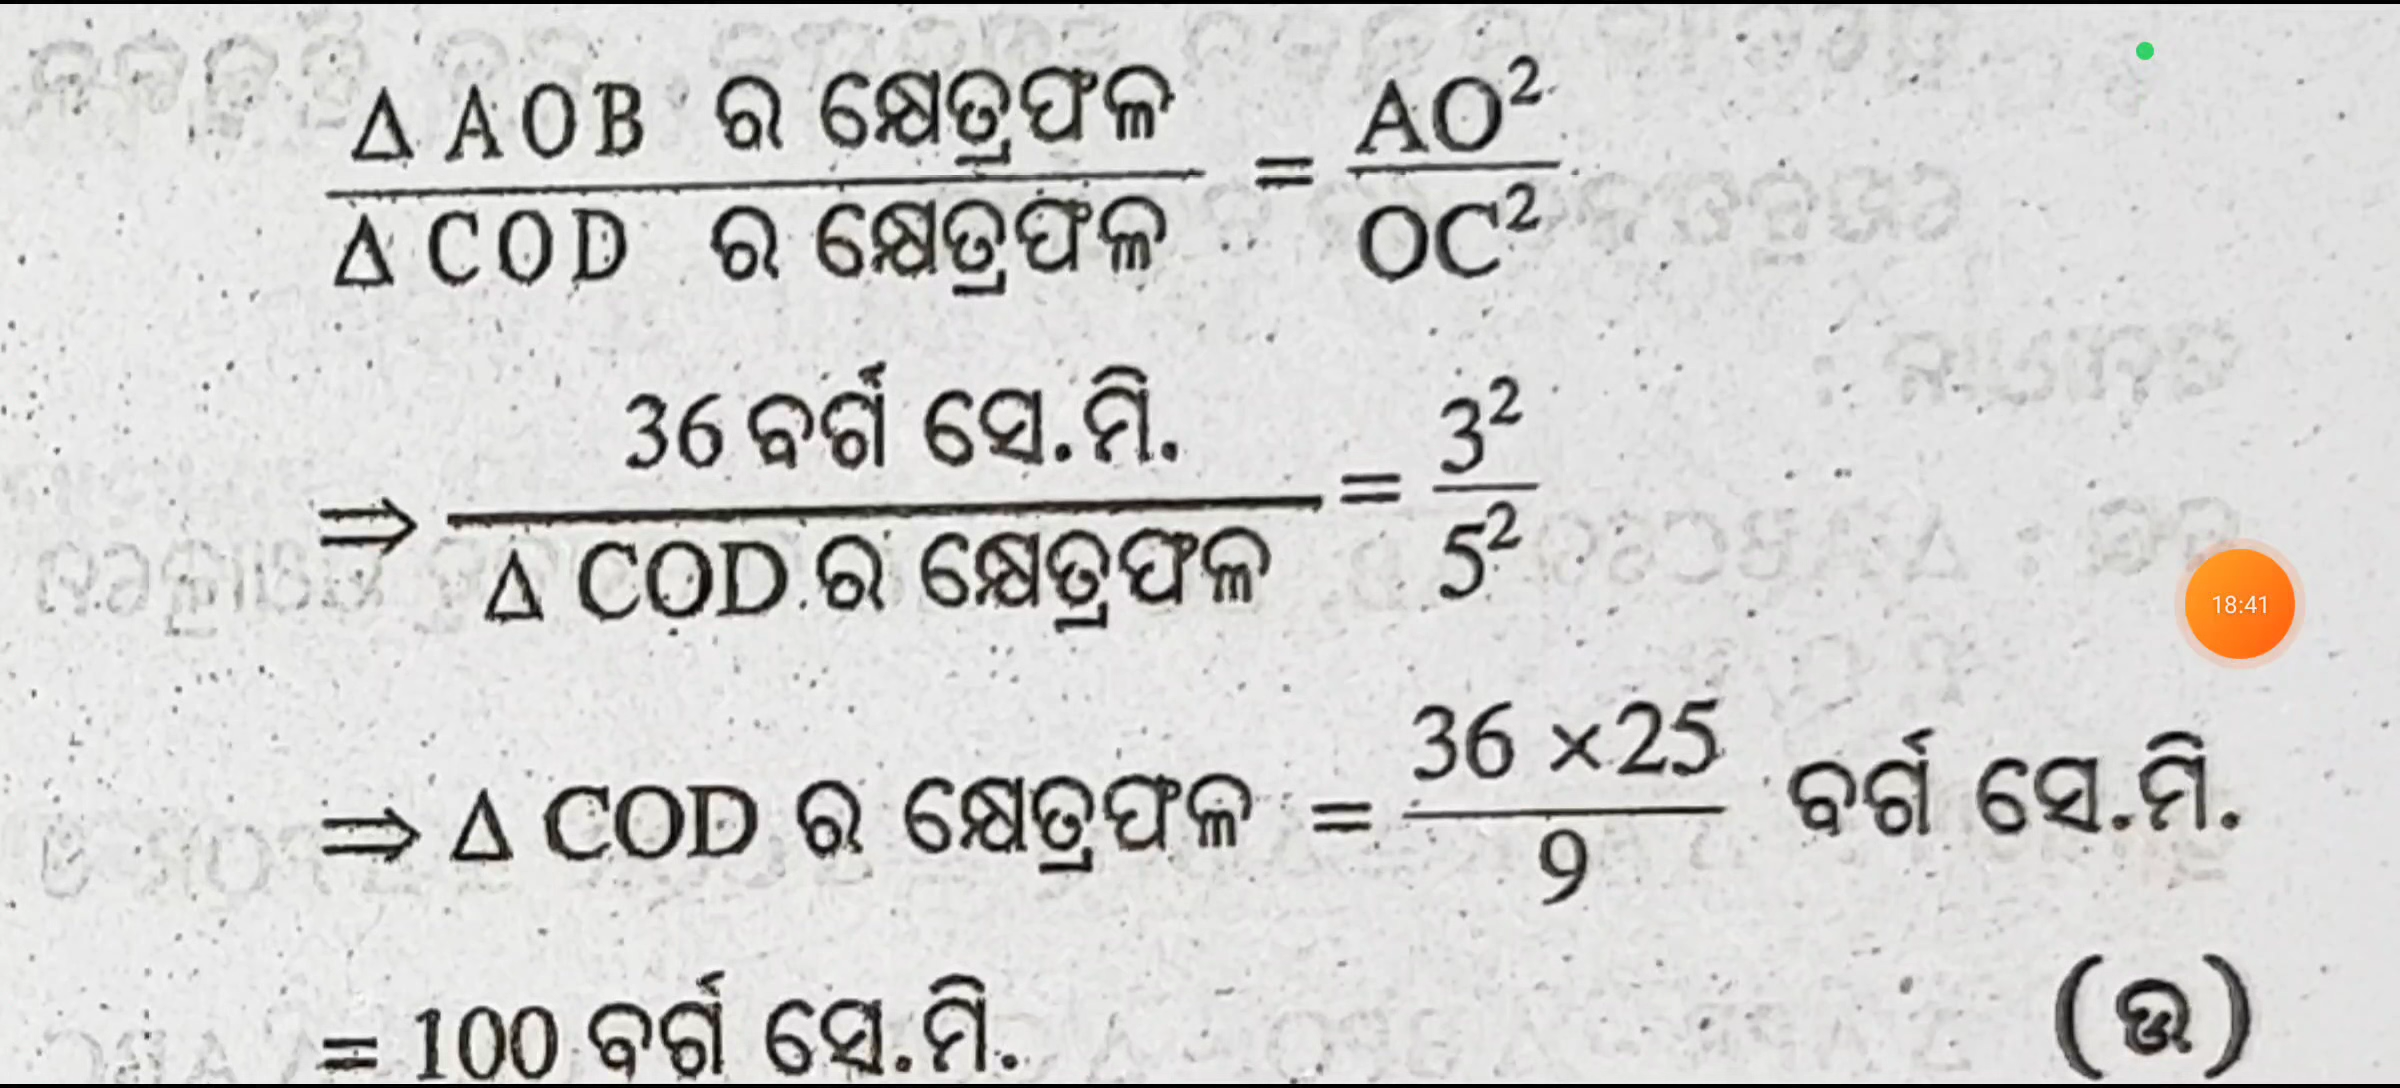 Δ AOB ର କ୍ଷେତ୍ରଫଳ / Δ COD ର କ୍ଷେତ୍ରଫଳ = AO² / OC²
⇒ 36 ବର୍ଗ ସେ.ମି. / Δ COD ର କ୍ଷେତ୍ରଫଳ = 3² / 5²
18:41
⇒ Δ COD ର କ୍ଷେତ୍ରଫଳ = 36 ×25 / 9 ବର୍ଗ ସେ.ମି.
= 100 ବର୍ଗ ସେ.ମି. (ଉ)